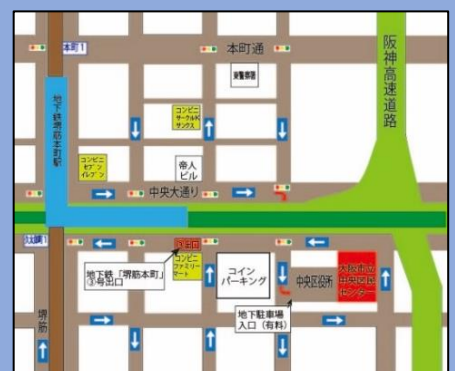 本町1
本町通
東警察署
阪神高速道路
地下鉄堺筋本町駅
コンビニ
サークルK
サンクス
コンビニ
セブン
イレブン
帝人
ビル
中央大通り
③出口
地下鉄「堺筋本町」
③号出口
コンビニ
ファミリー
マート
コイン
パーキング
中央区役所
大阪市立
中央会館
センター
地下駐車場
入口(有料)
堺筋